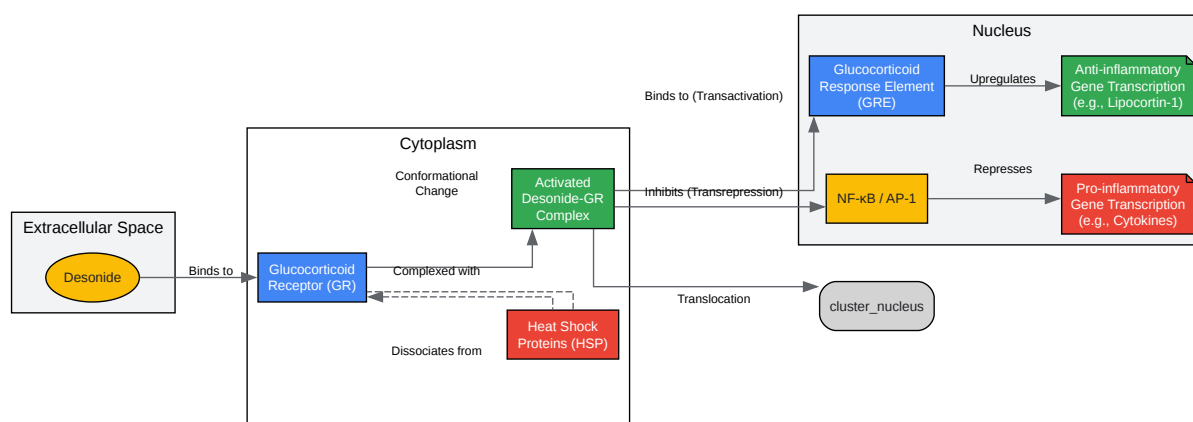 Nucleus
Glucocorticoid
Response Element
(GRE)
Upregulates
Anti-inflammatory
Gene Transcription
(e.g., Lipocortin-1)
Binds to (Transactivation)
Cytoplasm
Conformational
Change
Activated
Desonide-GR
Complex
Inhibits (Transrepression)
NF-κB / AP-1
Represses
Pro-inflammatory
Gene Transcription
(e.g., Cytokines)
Extracellular Space
Desonide
Binds to
Glucocorticoid
Receptor (GR)
Complexed with
Translocation
cluster_nucleus
Heat Shock
Proteins (HSP)
Dissociates from